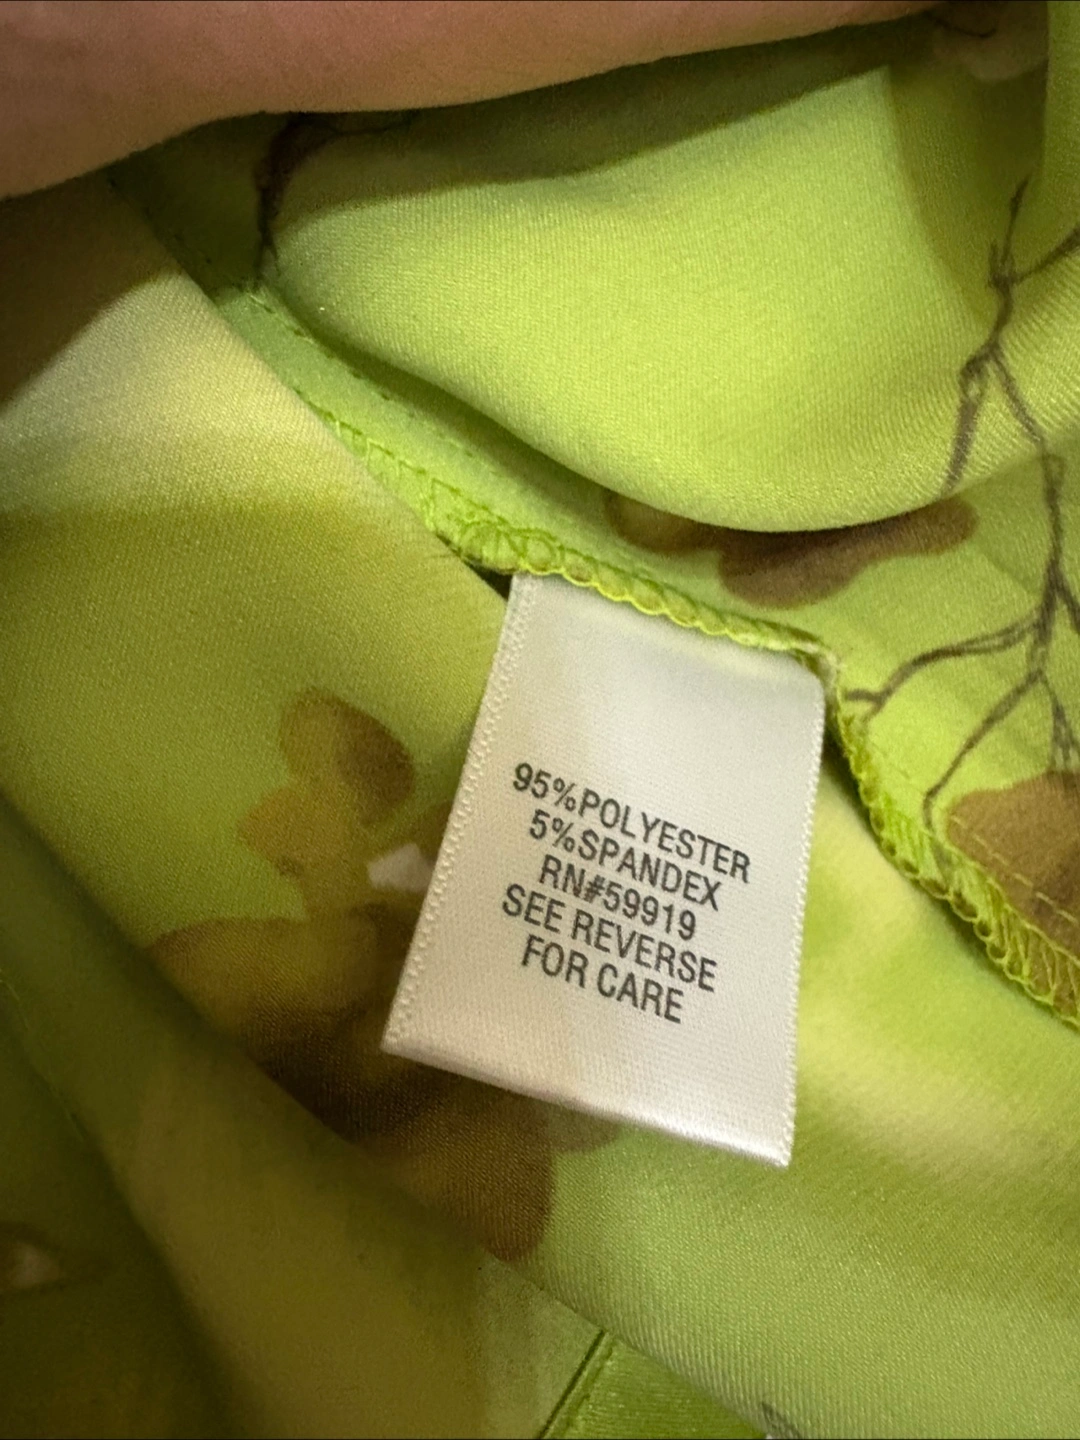 95%POLYESTER
5%SPANDEX
RN#59919
SEE REVERSE
FOR CARE